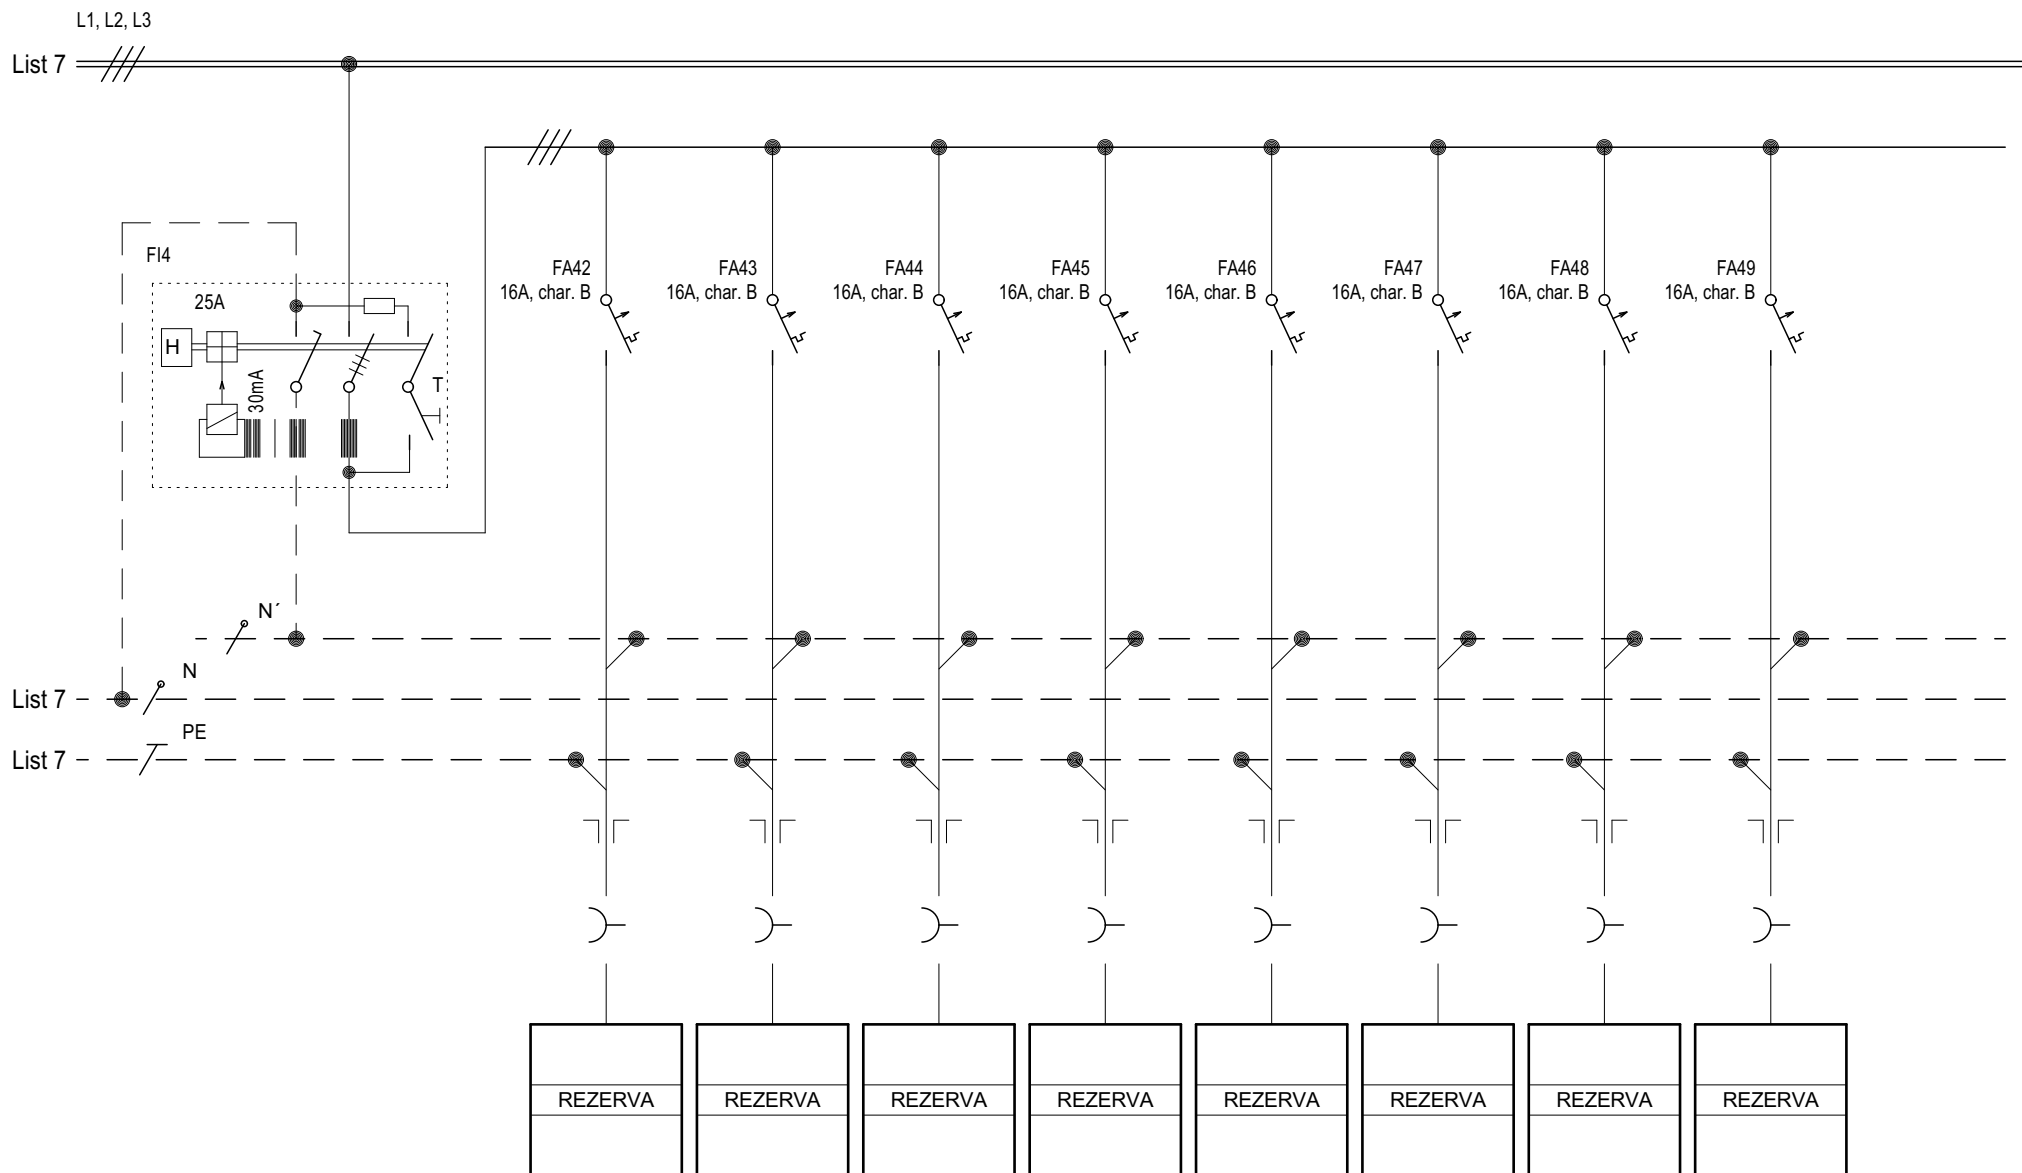 L1, L2, L3
List 7
FI4
25A
H
30mA
T
FA42
16A, char. B
FA43
16A, char. B
FA44
16A, char. B
FA45
16A, char. B
FA46
16A, char. B
FA47
16A, char. B
FA48
16A, char. B
FA49
16A, char. B
N´
N
List 7
PE
List 7
REZERVA
REZERVA
REZERVA
REZERVA
REZERVA
REZERVA
REZERVA
REZERVA